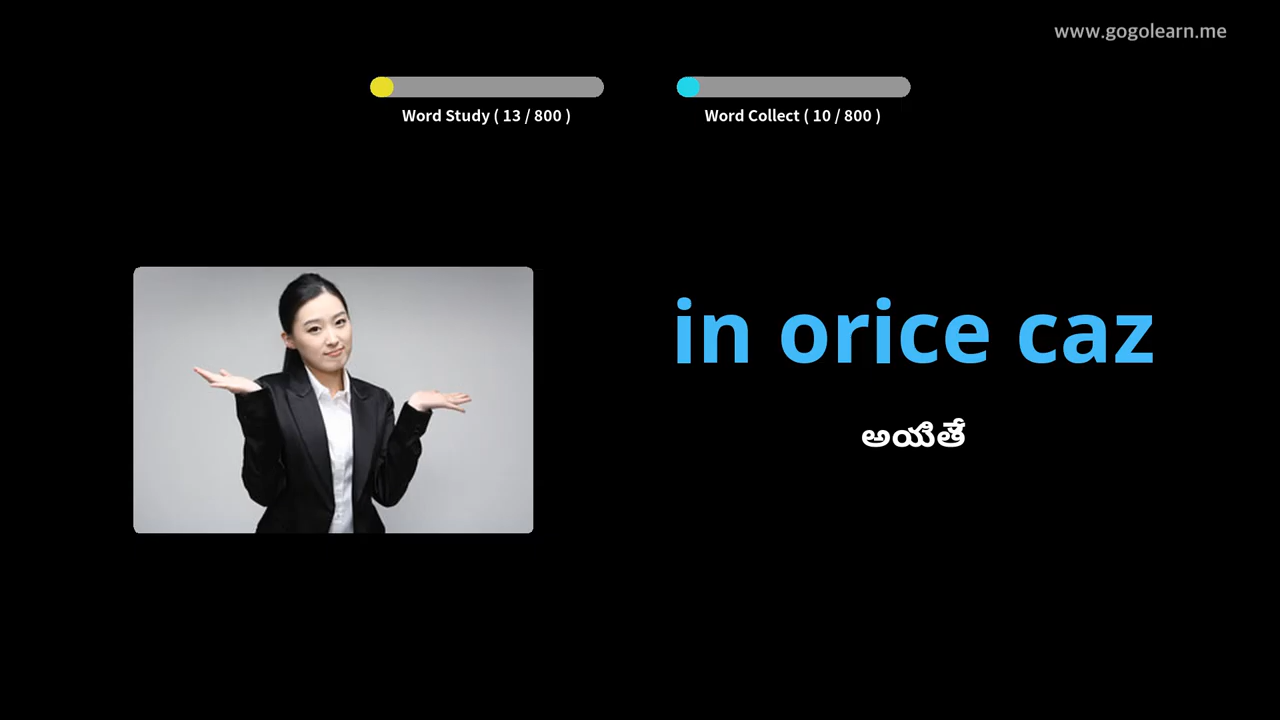 www.gogolearn.me
Word Study ( 13 / 800 )
Word Collect ( 10 / 800 )
in orice caz
అయితే